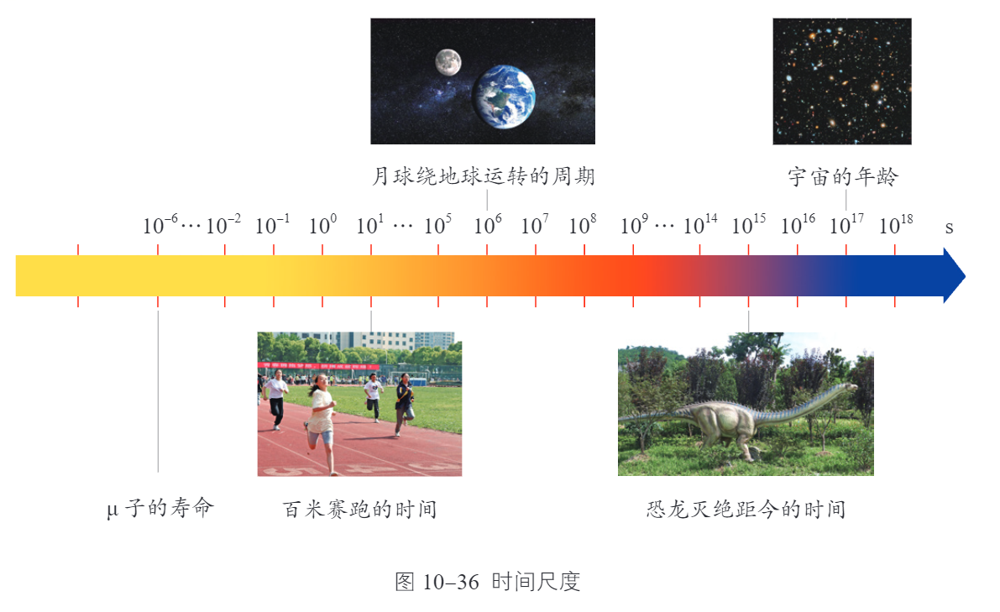 月球绕地球运转的周期
宇宙的年龄
10⁻⁶ … 10⁻² 10⁻¹ 10⁰ 10¹ … 10⁵ 10⁶ 10⁷ 10⁸ 10⁹ … 10¹⁴ 10¹⁵ 10¹⁶ 10¹⁷ 10¹⁸ s
μ 子的寿命
百米赛跑的时间
恐龙灭绝距今的时间
图 10–36 时间尺度